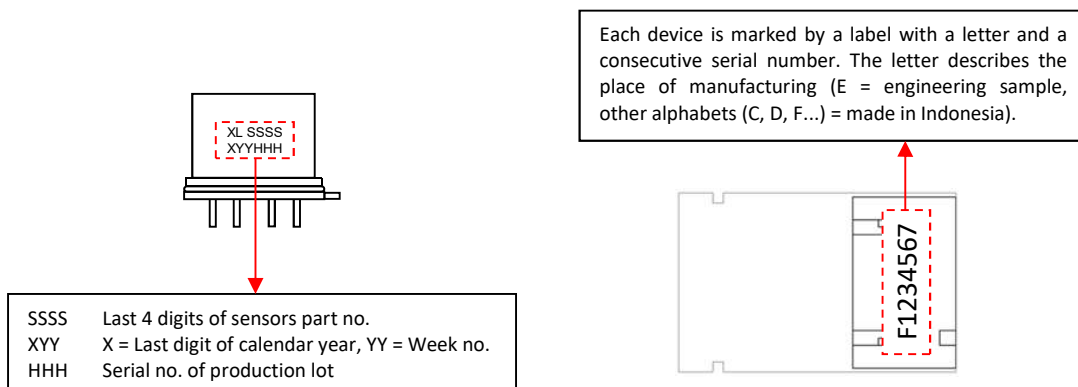 Each device is marked by a label with a letter and a
consecutive serial number. The letter describes the
place of manufacturing (E = engineering sample,
other alphabets (C, D, F...) = made in Indonesia).
XL SSSS
XYYHHH
F1234567
SSSS Last 4 digits of sensors part no.
XYY X = Last digit of calendar year, YY = Week no.
HHH Serial no. of production lot